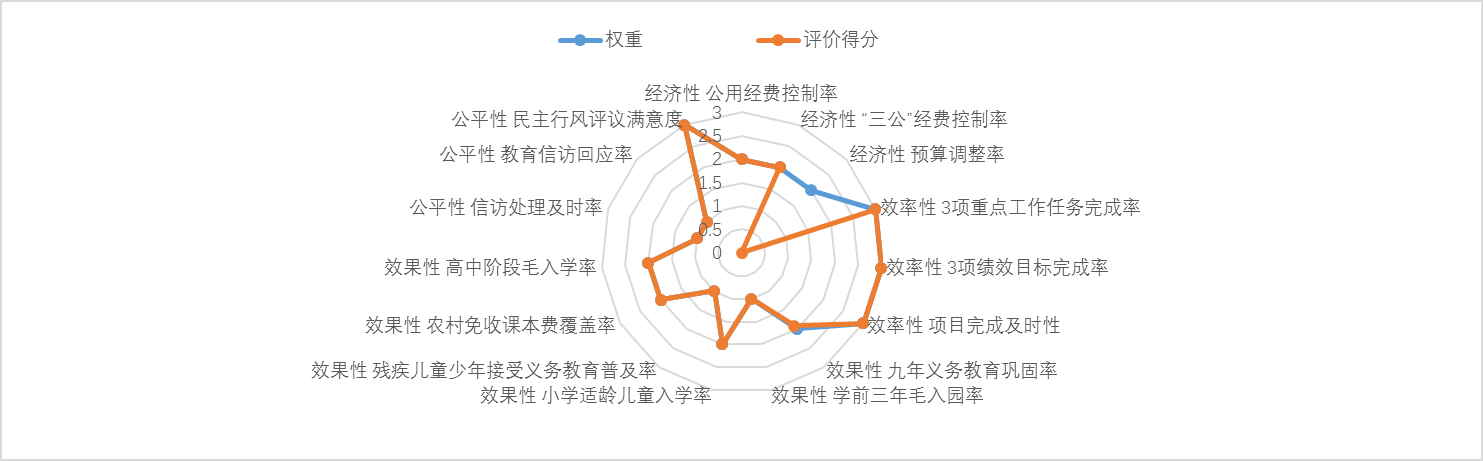 权重
评价得分
经济性 公用经费控制率
经济性 “三公”经费控制率
经济性 预算调整率
效率性 3项重点工作任务完成率
效率性 3项绩效目标完成率
效率性 项目完成及时性
效果性 九年义务教育巩固率
效果性 学前三年毛入园率
效果性 小学适龄儿童入学率
效果性 残疾儿童少年接受义务教育普及率
效果性 农村免收课本费覆盖率
效果性 高中阶段毛入学率
公平性 信访处理及时率
公平性 教育信访回应率
公平性 民主行风评议满意度
3
2.5
2
1.5
1
0.5
0